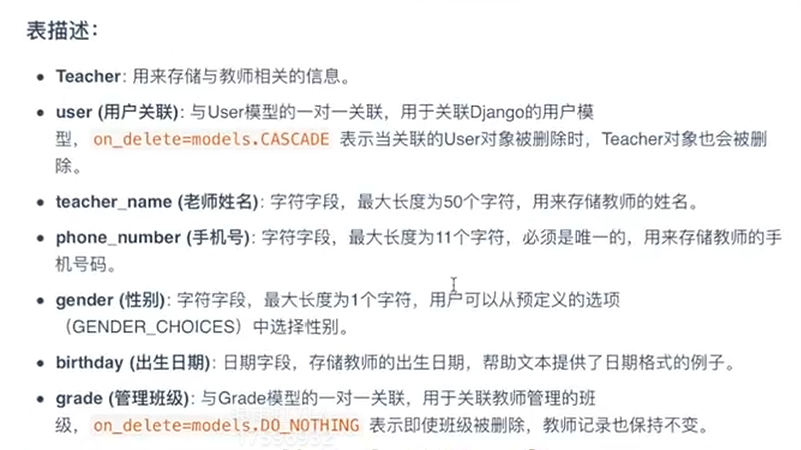 表描述：
Teacher: 用来存储与教师相关的信息。
user (用户关联): 与User模型的一对一关联，用于关联Django的用户模
型，on_delete=models.CASCADE 表示当关联的User对象被删除时，Teacher对象也会被删
除。
teacher_name (老师姓名): 字符字段，最大长度为50个字符，用来存储教师的姓名。
phone_number (手机号): 字符字段，最大长度为11个字符，必须是唯一的，用来存储教师的手
机号码。
gender (性别): 字符字段，最大长度为1个字符，用户可以从预定义的选项
（GENDER_CHOICES）中选择性别。
birthday (出生日期): 日期字段，存储教师的出生日期，帮助文本提供了日期格式的例子。
grade (管理班级): 与Grade模型的一对一关联，用于关联教师管理的班
级，on_delete=models.DO_NOTHING 表示即使班级被删除，教师记录也保持不变。